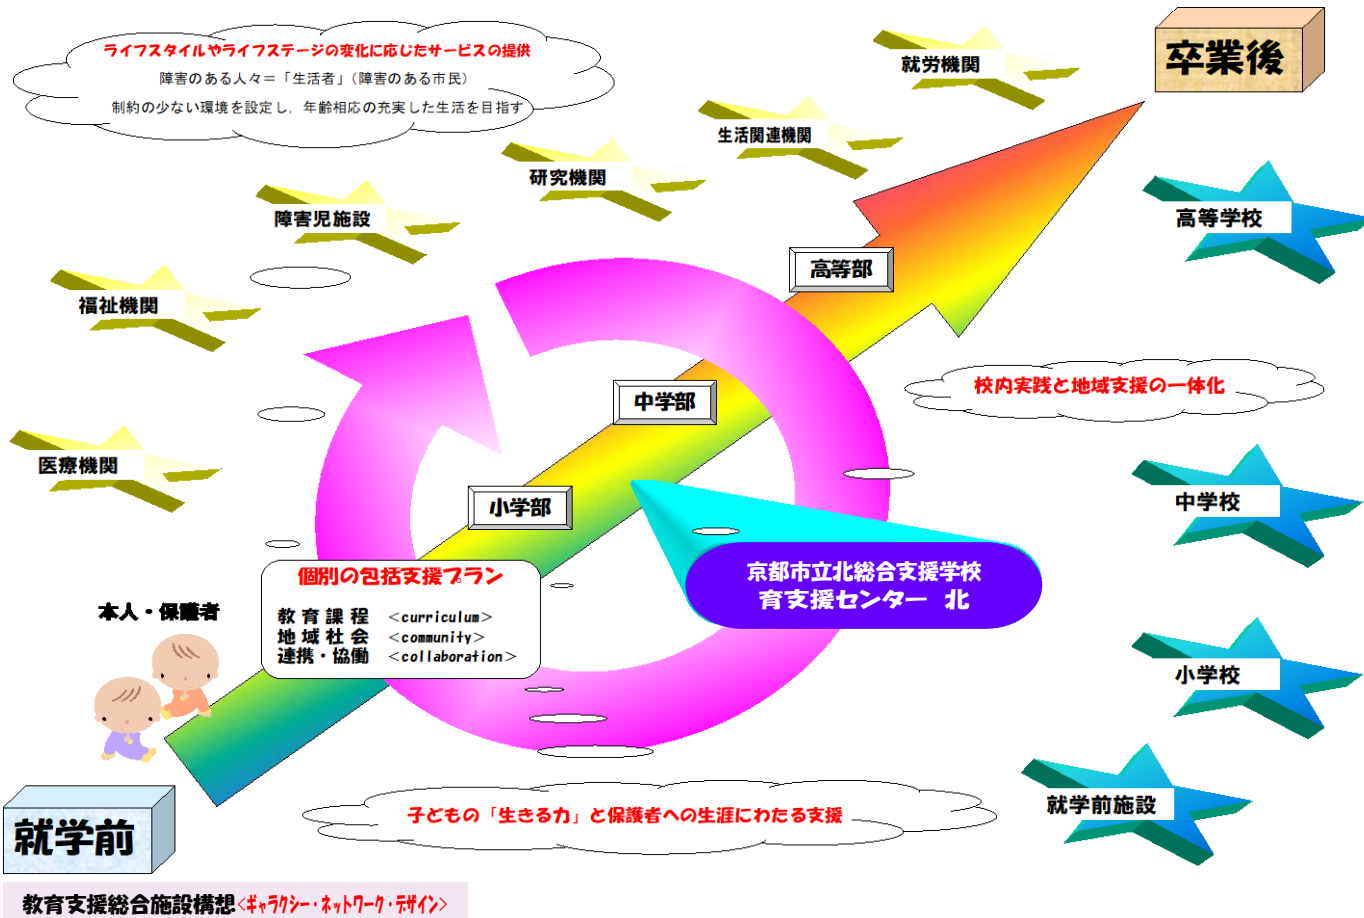 ライフスタイルやライフステージの変化に応じたサービスの提供
障害のある人々＝「生活者」（障害のある市民）
制約の少ない環境を設定し，年齢相応の充実した生活を目指す
卒業後
就労機関
生活関連機関
研究機関
障害児施設
福祉機関
医療機関
高等学校
高等部
校内実践と地域支援の一体化
中学部
中学校
小学部
京都市立北総合支援学校
育支援センター　北
個別の包括支援プラン
教育課程　<curriculum>
地域社会　<community>
連携・協働　<collaboration>
本人・保護者
小学校
就学前施設
子どもの「生きる力」と保護者への生涯にわたる支援
就学前
教育支援総合施設構想<ギャラクシー・ネットワーク・デザイン>